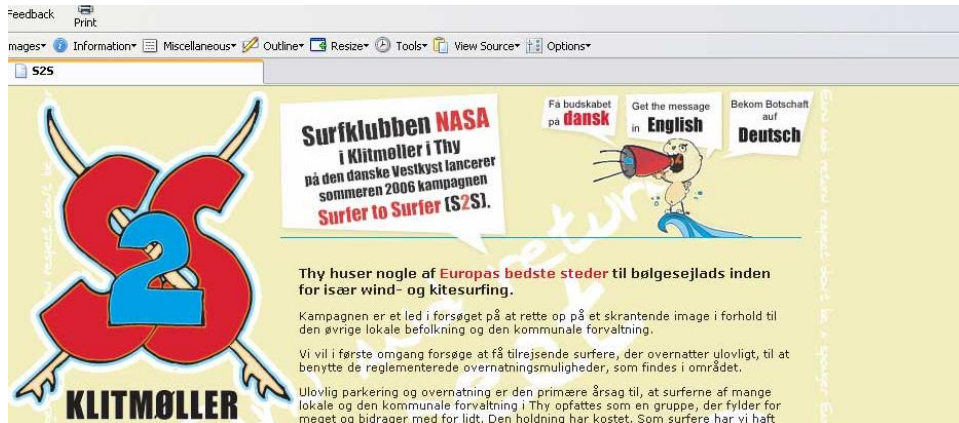 Feedback
Print
mages▾ Information▾ Miscellaneous▾ Outline▾ Resize▾ Tools▾ View Source▾ Options▾
S2S
S2S
KLITMØLLER
Surfklubben NASA
i Klitmøller i Thy
på den danske Vestkyst lancerer
sommeren 2006 kampagnen
Surfer to Surfer (S2S).
Få budskabet
på dansk
Get the message
in English
Bekom Botschaft
auf
Deutsch
Thy huser nogle af Europas bedste steder til bølgesejlads inden
for især wind- og kitesurfing.
Kampagnen er et led i forsøget på at rette op på et skrantende image i forhold til
den øvrige lokale befolkning og den kommunale forvaltning.
Vi vil i første omgang forsøge at få tilrejsende surfere, der overnatter ulovligt, til at
benytte de reglementerede overnatningsmuligheder, som findes i området.
Ulovlig parkering og overnatning er den primære årsag til, at surferne af mange
lokale og den kommunale forvaltning i Thy opfattes som en gruppe, der fylder for
meget og bidrager med for lidt. Den holdning har kostet. Som surfere har vi haft